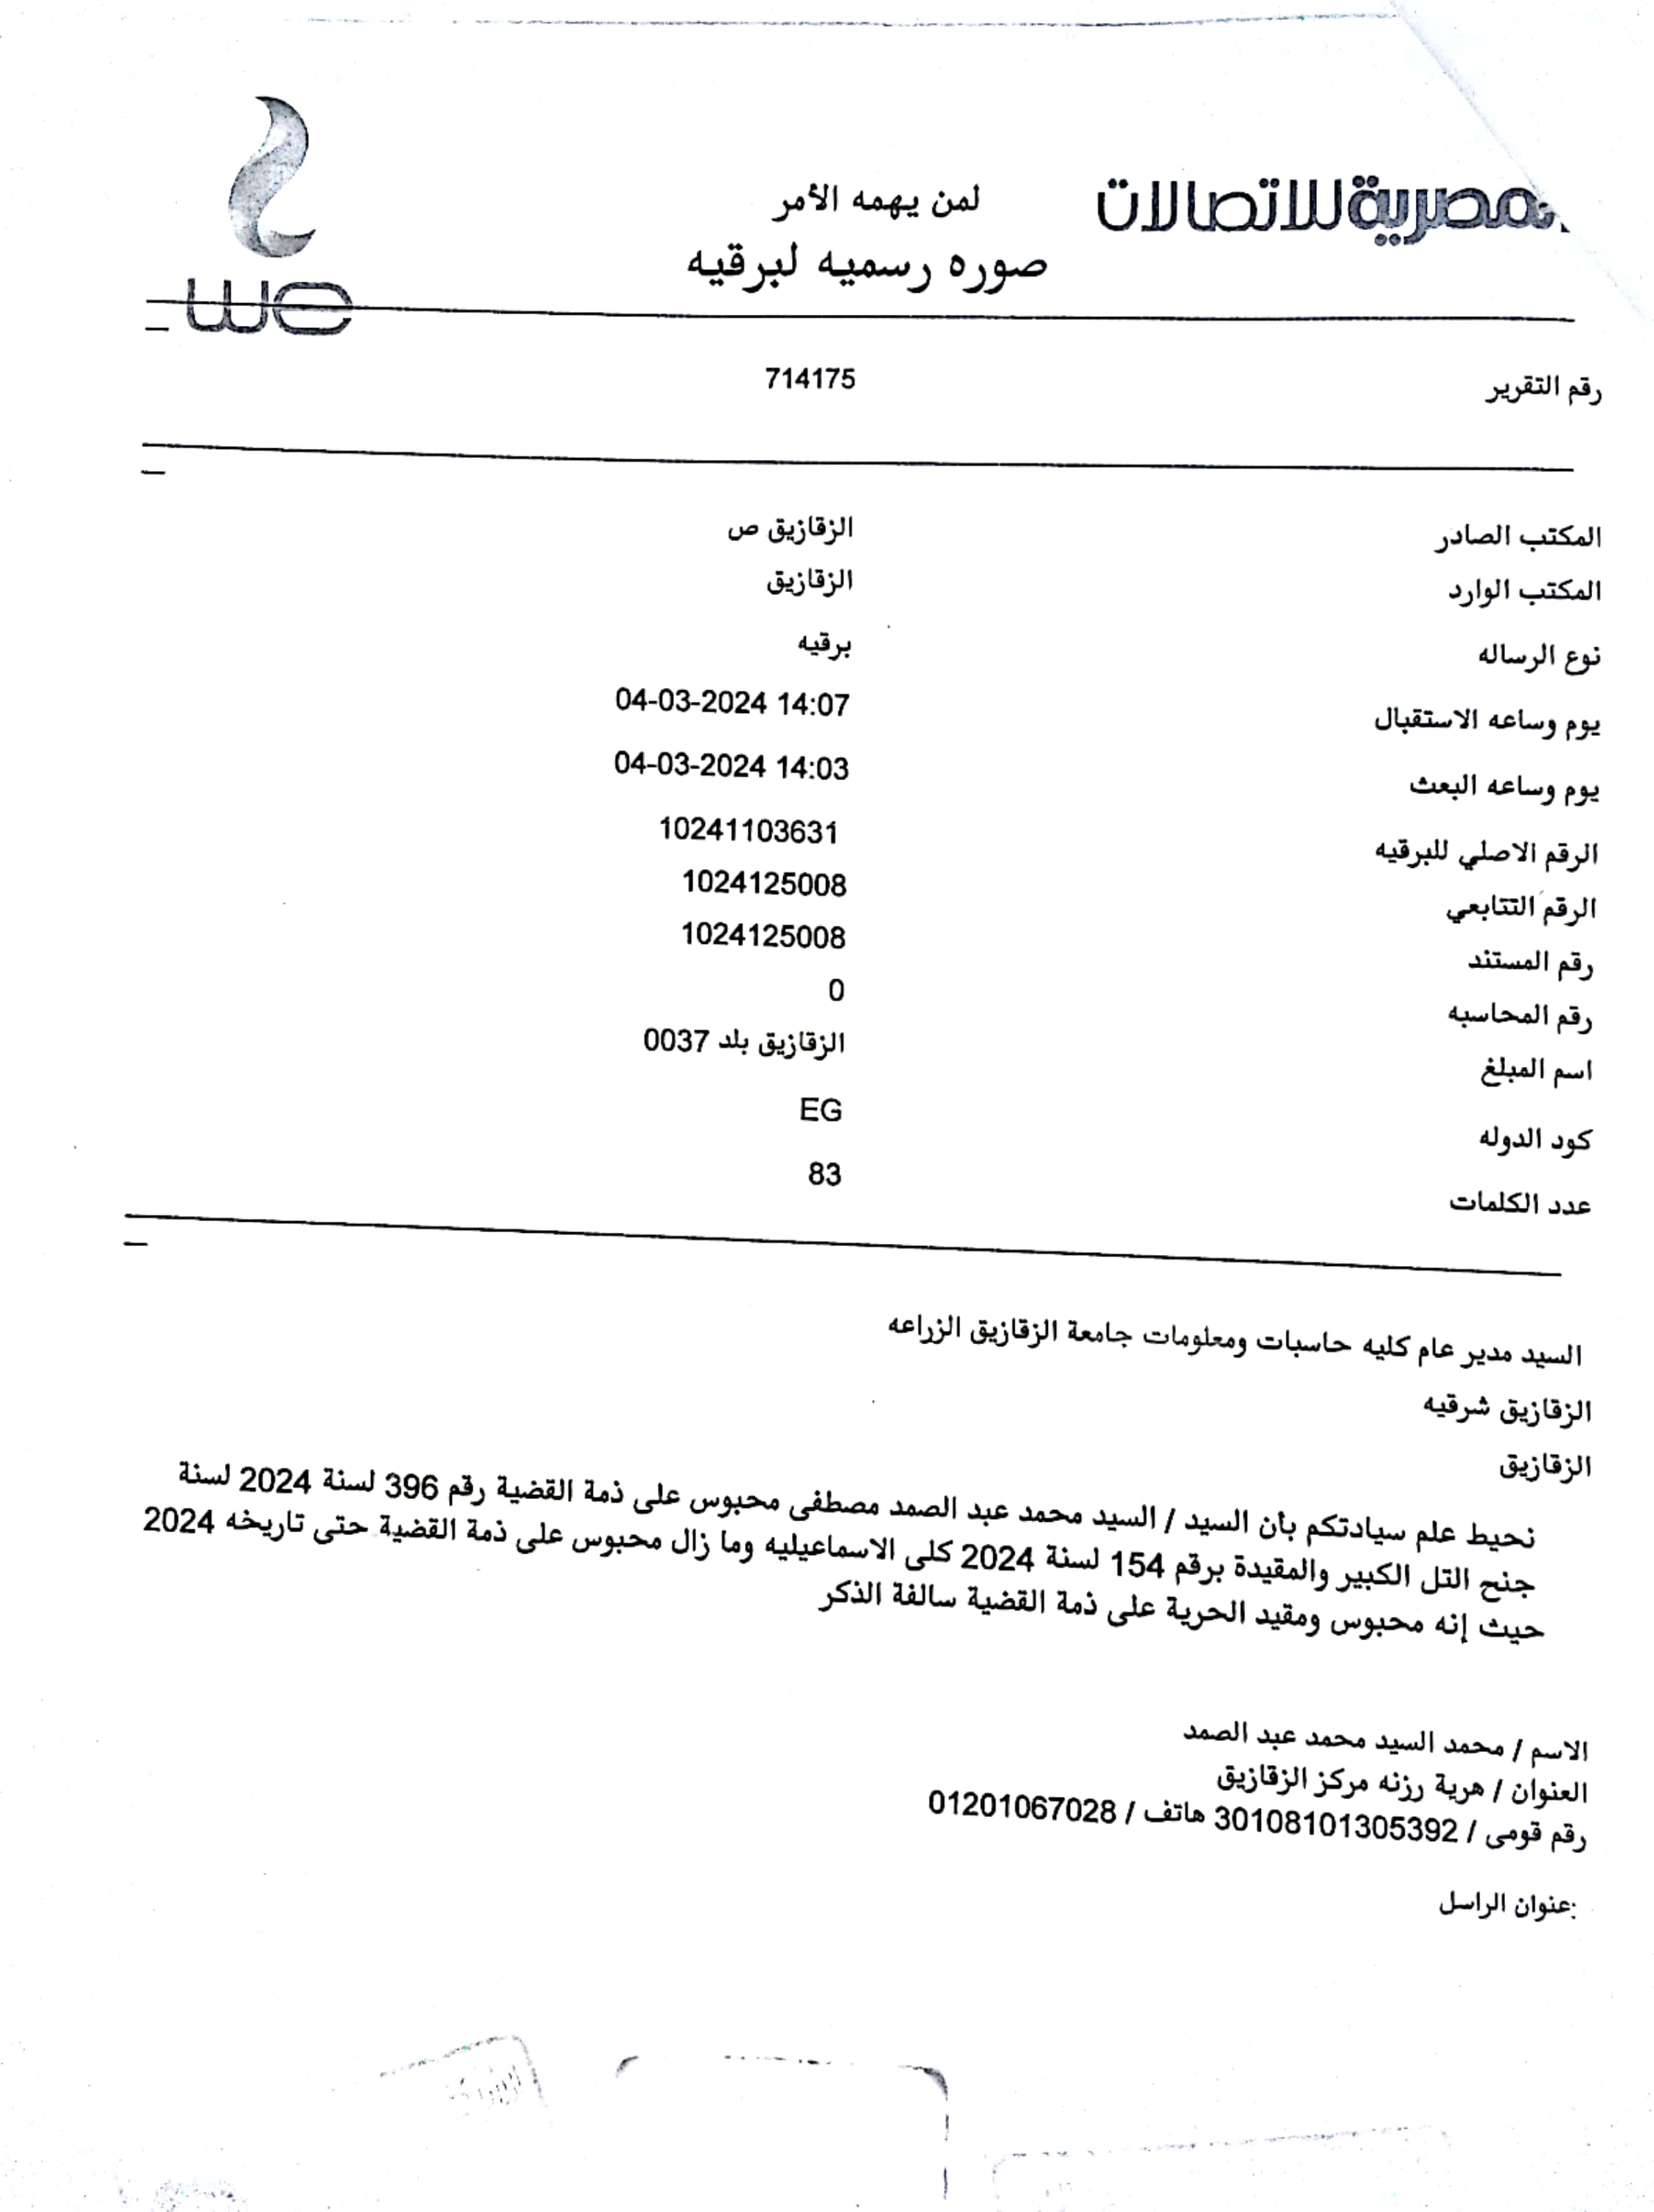 المصرية للاتصالات
we
لمن يهمه الأمر
صوره رسميه لبرقيه
رقم التقرير 714175
المكتب الصادر الزقازيق ص
المكتب الوارد الزقازيق
نوع الرساله برقيه
يوم وساعه الاستقبال 04-03-2024 14:07
يوم وساعه البعث 04-03-2024 14:03
الرقم الاصلي للبرقيه 10241103631
الرقم التتابعي 1024125008
رقم المستند 1024125008
رقم المحاسبه 0
اسم المبلغ الزقازيق بلد 0037
كود الدوله EG
عدد الكلمات 83
السيد مدير عام كليه حاسبات ومعلومات جامعة الزقازيق الزراعه
الزقازيق شرقيه
الزقازيق
نحيط علم سيادتكم بأن السيد / السيد محمد عبد الصمد مصطفى محبوس على ذمة القضية رقم 396 لسنة 2024 لسنة
جنح التل الكبير والمقيدة برقم 154 لسنة 2024 كلى الاسماعيليه وما زال محبوس على ذمة القضية حتى تاريخه 2024
حيث إنه محبوس ومقيد الحرية على ذمة القضية سالفة الذكر
الاسم / محمد السيد محمد عبد الصمد
العنوان / هرية رزنه مركز الزقازيق
رقم قومى / 30108101305392 هاتف / 01201067028
عنوان الراسل: